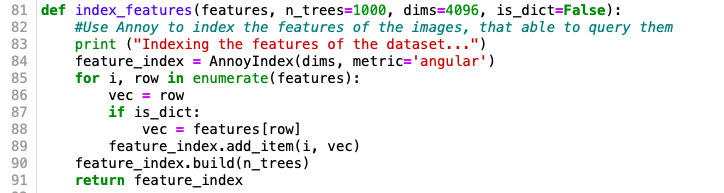 81 def index_features(features, n_trees=1000, dims=4096, is_dict=False):
82     #Use Annoy to index the features of the images, that able to query them
83     print ("Indexing the features of the dataset...")
84     feature_index = AnnoyIndex(dims, metric='angular')
85     for i, row in enumerate(features):
86         vec = row
87         if is_dict:
88             vec = features[row]
89         feature_index.add_item(i, vec)
90     feature_index.build(n_trees)
91     return feature_index